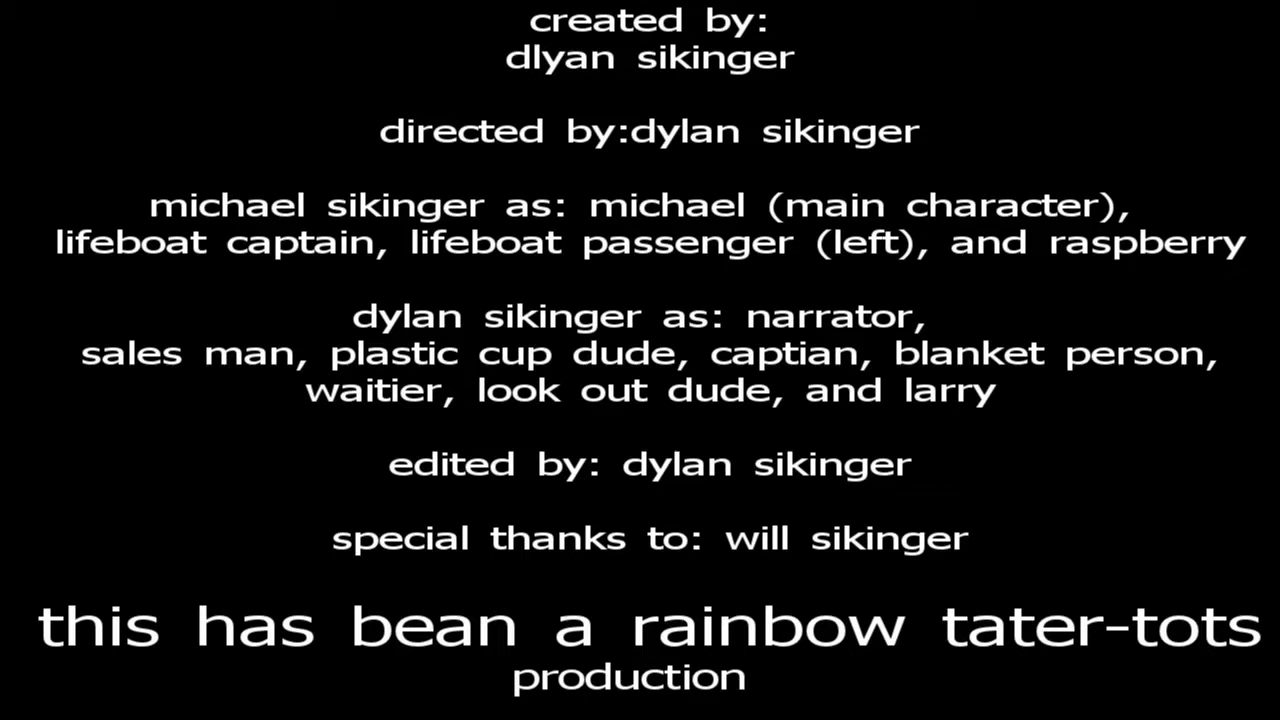 created by:
dlyan sikinger
directed by:dylan sikinger
michael sikinger as: michael (main character),
lifeboat captain, lifeboat passenger (left), and raspberry
dylan sikinger as: narrator,
sales man, plastic cup dude, captian, blanket person,
waitier, look out dude, and larry
edited by: dylan sikinger
special thanks to: will sikinger
this has bean a rainbow tater-tots
production